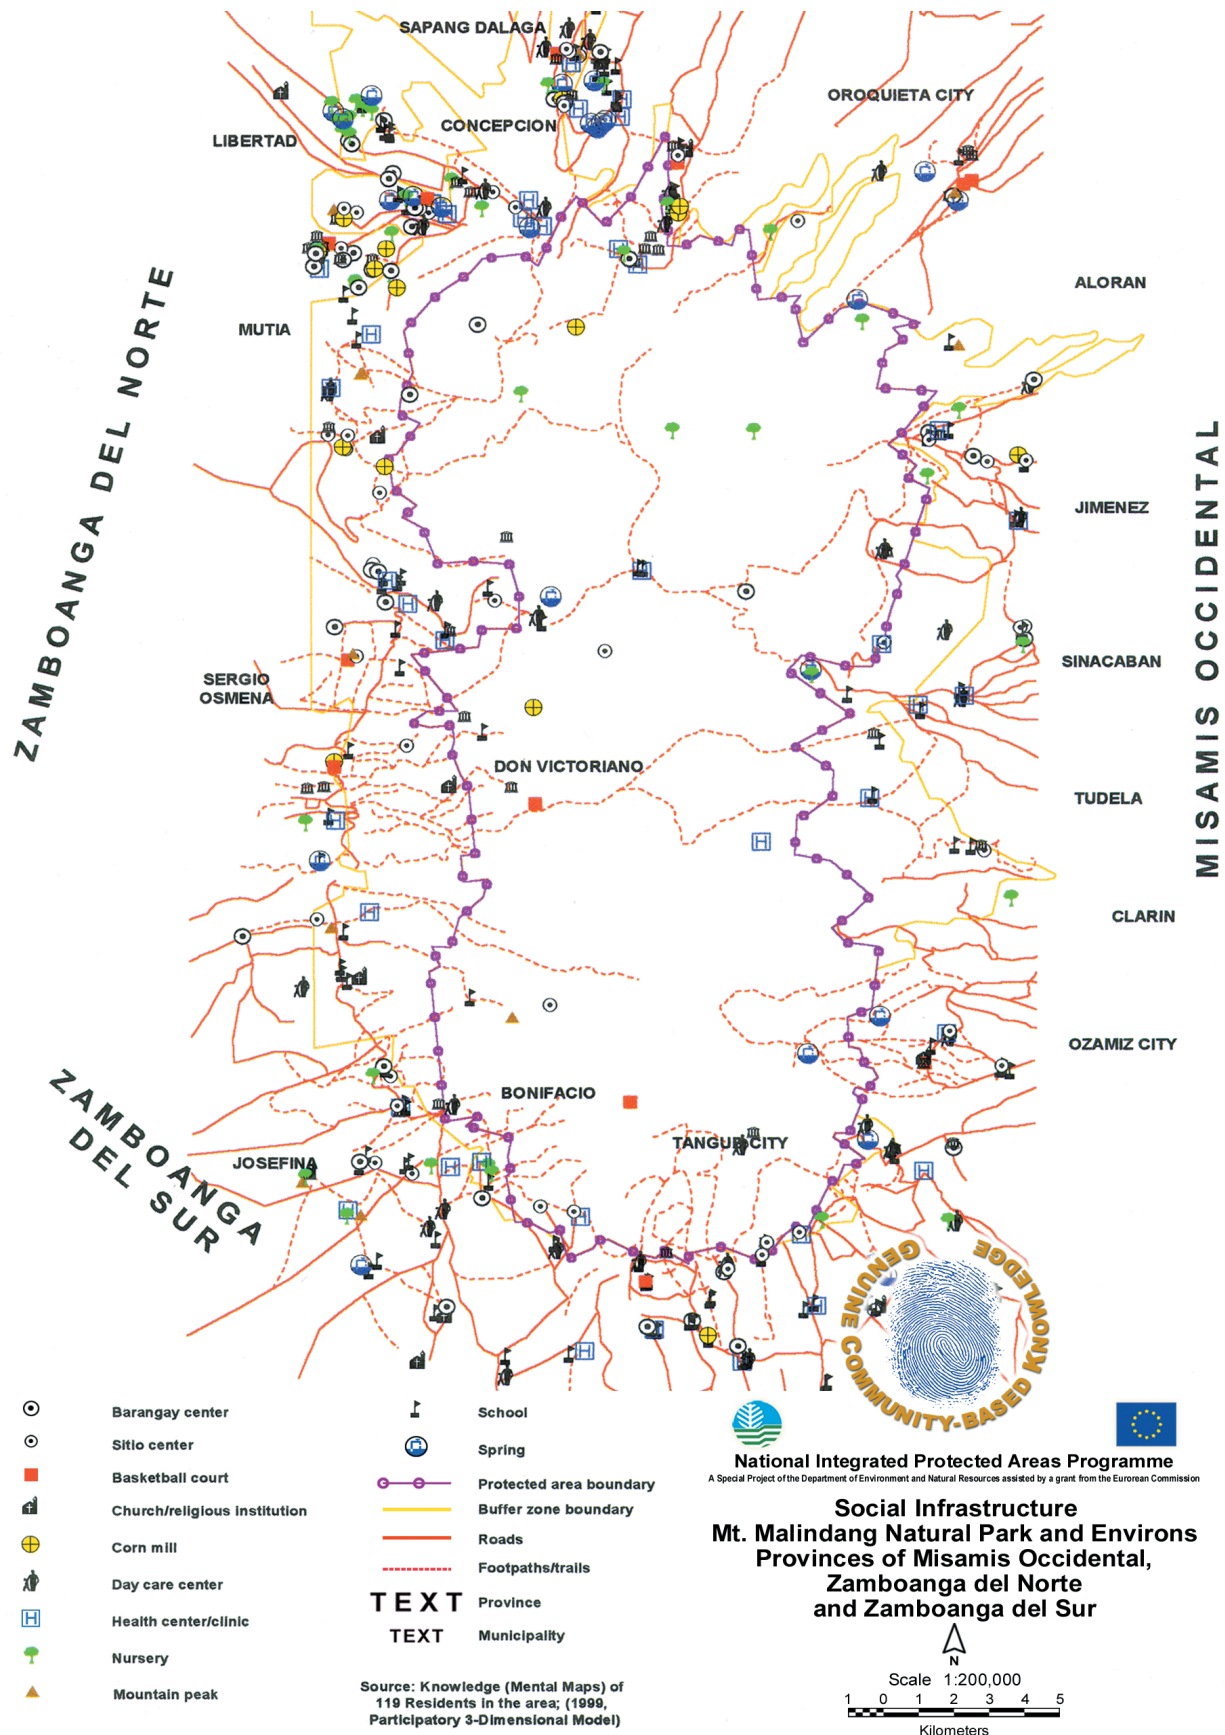 SAPANG DALAGA
OROQUIETA CITY
CONCEPCION
LIBERTAD
ALORAN
MUTIA
ZAMBOANGA DEL NORTE
MISAMIS OCCIDENTAL
JIMENEZ
SINACABAN
SERGIO
OSMENA
DON VICTORIANO
TUDELA
CLARIN
OZAMIZ CITY
BONIFACIO
TANGUB CITY
ZAMBOANGA
DEL SUR
JOSEFINA
GENUINE COMMUNITY-BASED KNOWLEDGE
Barangay center
Sitio center
Basketball court
Church/religious institution
Corn mill
Day care center
Health center/clinic
Nursery
Mountain peak
School
Spring
Protected area boundary
Buffer zone boundary
Roads
Footpaths/trails
TEXT Province
TEXT Municipality
Source: Knowledge (Mental Maps) of
119 Residents in the area; (1999,
Participatory 3-Dimensional Model)
National Integrated Protected Areas Programme
A Special Project of the Department of Environment and Natural Resources assisted by a grant from the Eurorean Commission
Social Infrastructure
Mt. Malindang Natural Park and Environs
Provinces of Misamis Occidental,
Zamboanga del Norte
and Zamboanga del Sur
N
Scale 1:200,000
1 0 1 2 3 4 5
Kilometers